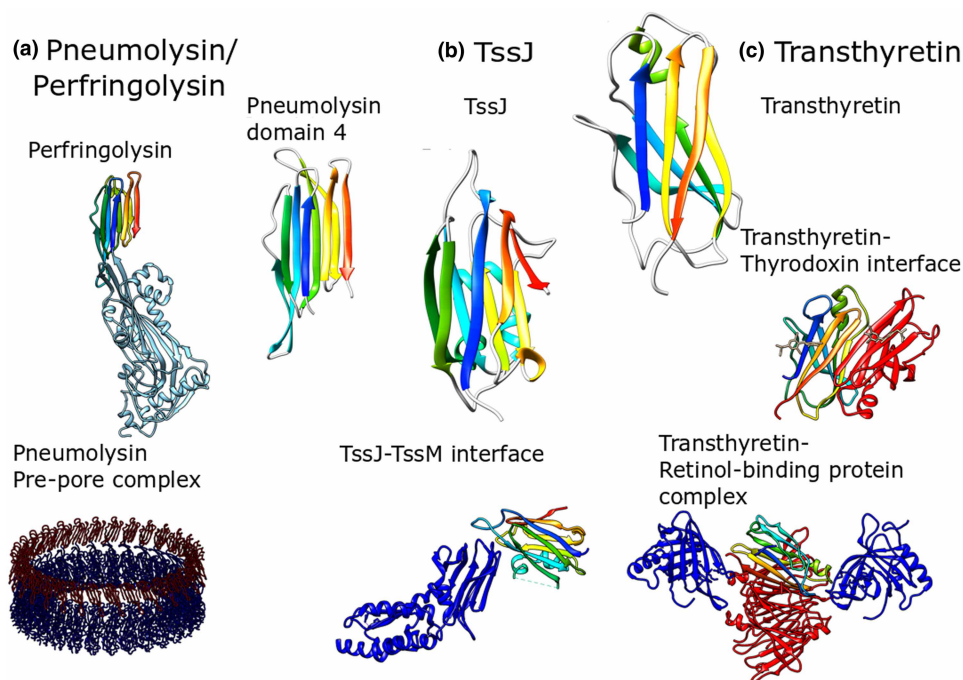 (a) Pneumolysin/
Perfringolysin
Perfringolysin
Pneumolysin
domain 4
Pneumolysin
Pre-pore complex
(b) TssJ
TssJ
TssJ-TssM interface
(c) Transthyretin
Transthyretin
Transthyretin-
Thyrodoxin interface
Transthyretin-
Retinol-binding protein
complex